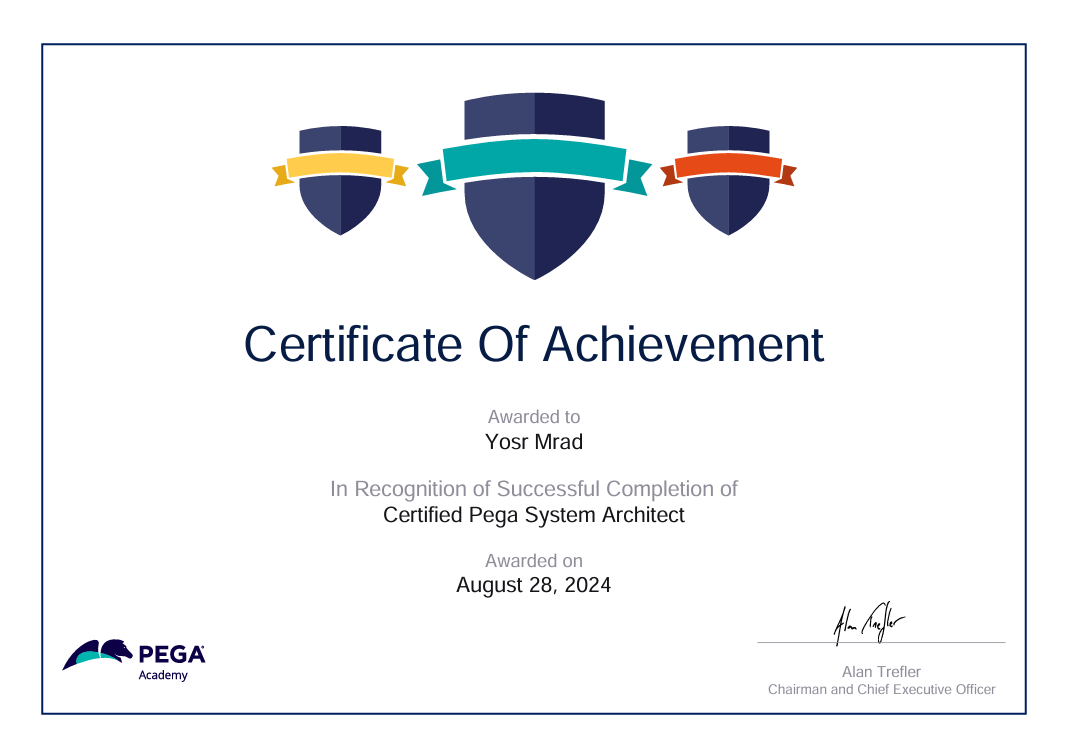 Certificate Of Achievement
Awarded to
Yosr Mrad
In Recognition of Successful Completion of
Certified Pega System Architect
Awarded on
August 28, 2024
Alan Trefler
PEGA
Academy
Alan Trefler
Chairman and Chief Executive Officer